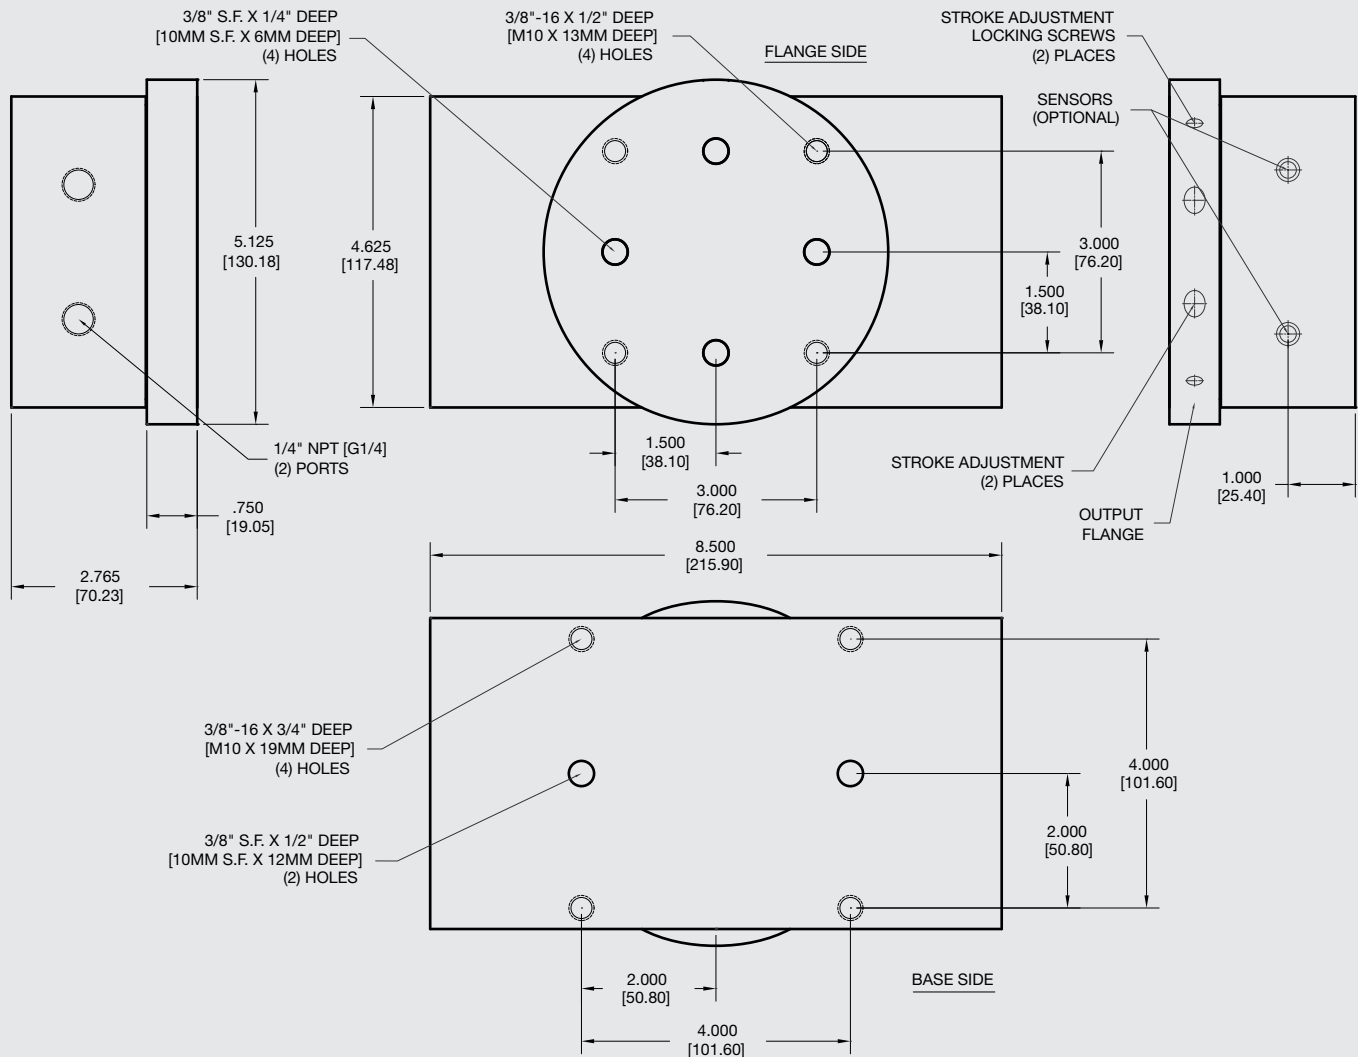 3/8" S.F. X 1/4" DEEP
[10MM S.F. X 6MM DEEP]
(4) HOLES
3/8"-16 X 1/2" DEEP
[M10 X 13MM DEEP]
(4) HOLES
FLANGE SIDE
STROKE ADJUSTMENT
LOCKING SCREWS
(2) PLACES
SENSORS
(OPTIONAL)
5.125
[130.18]
4.625
[117.48]
3.000
[76.20]
1.500
[38.10]
1/4" NPT [G1/4]
(2) PORTS
.750
[19.05]
2.765
[70.23]
1.500
[38.10]
3.000
[76.20]
STROKE ADJUSTMENT
(2) PLACES
OUTPUT
FLANGE
1.000
[25.40]
8.500
[215.90]
3/8"-16 X 3/4" DEEP
[M10 X 19MM DEEP]
(4) HOLES
3/8" S.F. X 1/2" DEEP
[10MM S.F. X 12MM DEEP]
(2) HOLES
4.000
[101.60]
2.000
[50.80]
2.000
[50.80]
4.000
[101.60]
BASE SIDE